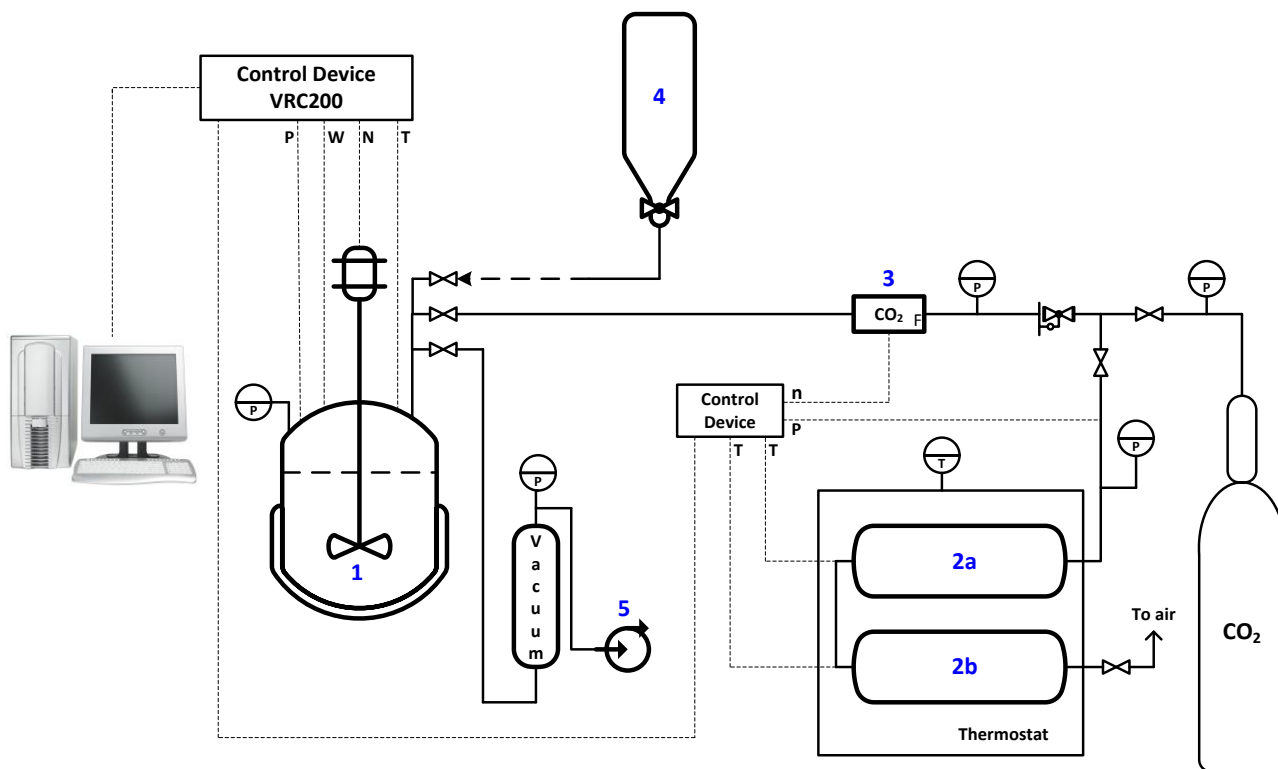 Control Device
VRC200
P
W
N
T
4
3
CO₂
F
P
P
P
n
Control
Device
P
T
T
P
P
T
1
V
a
c
u
u
m
5
2a
2b
To air
CO₂
Thermostat